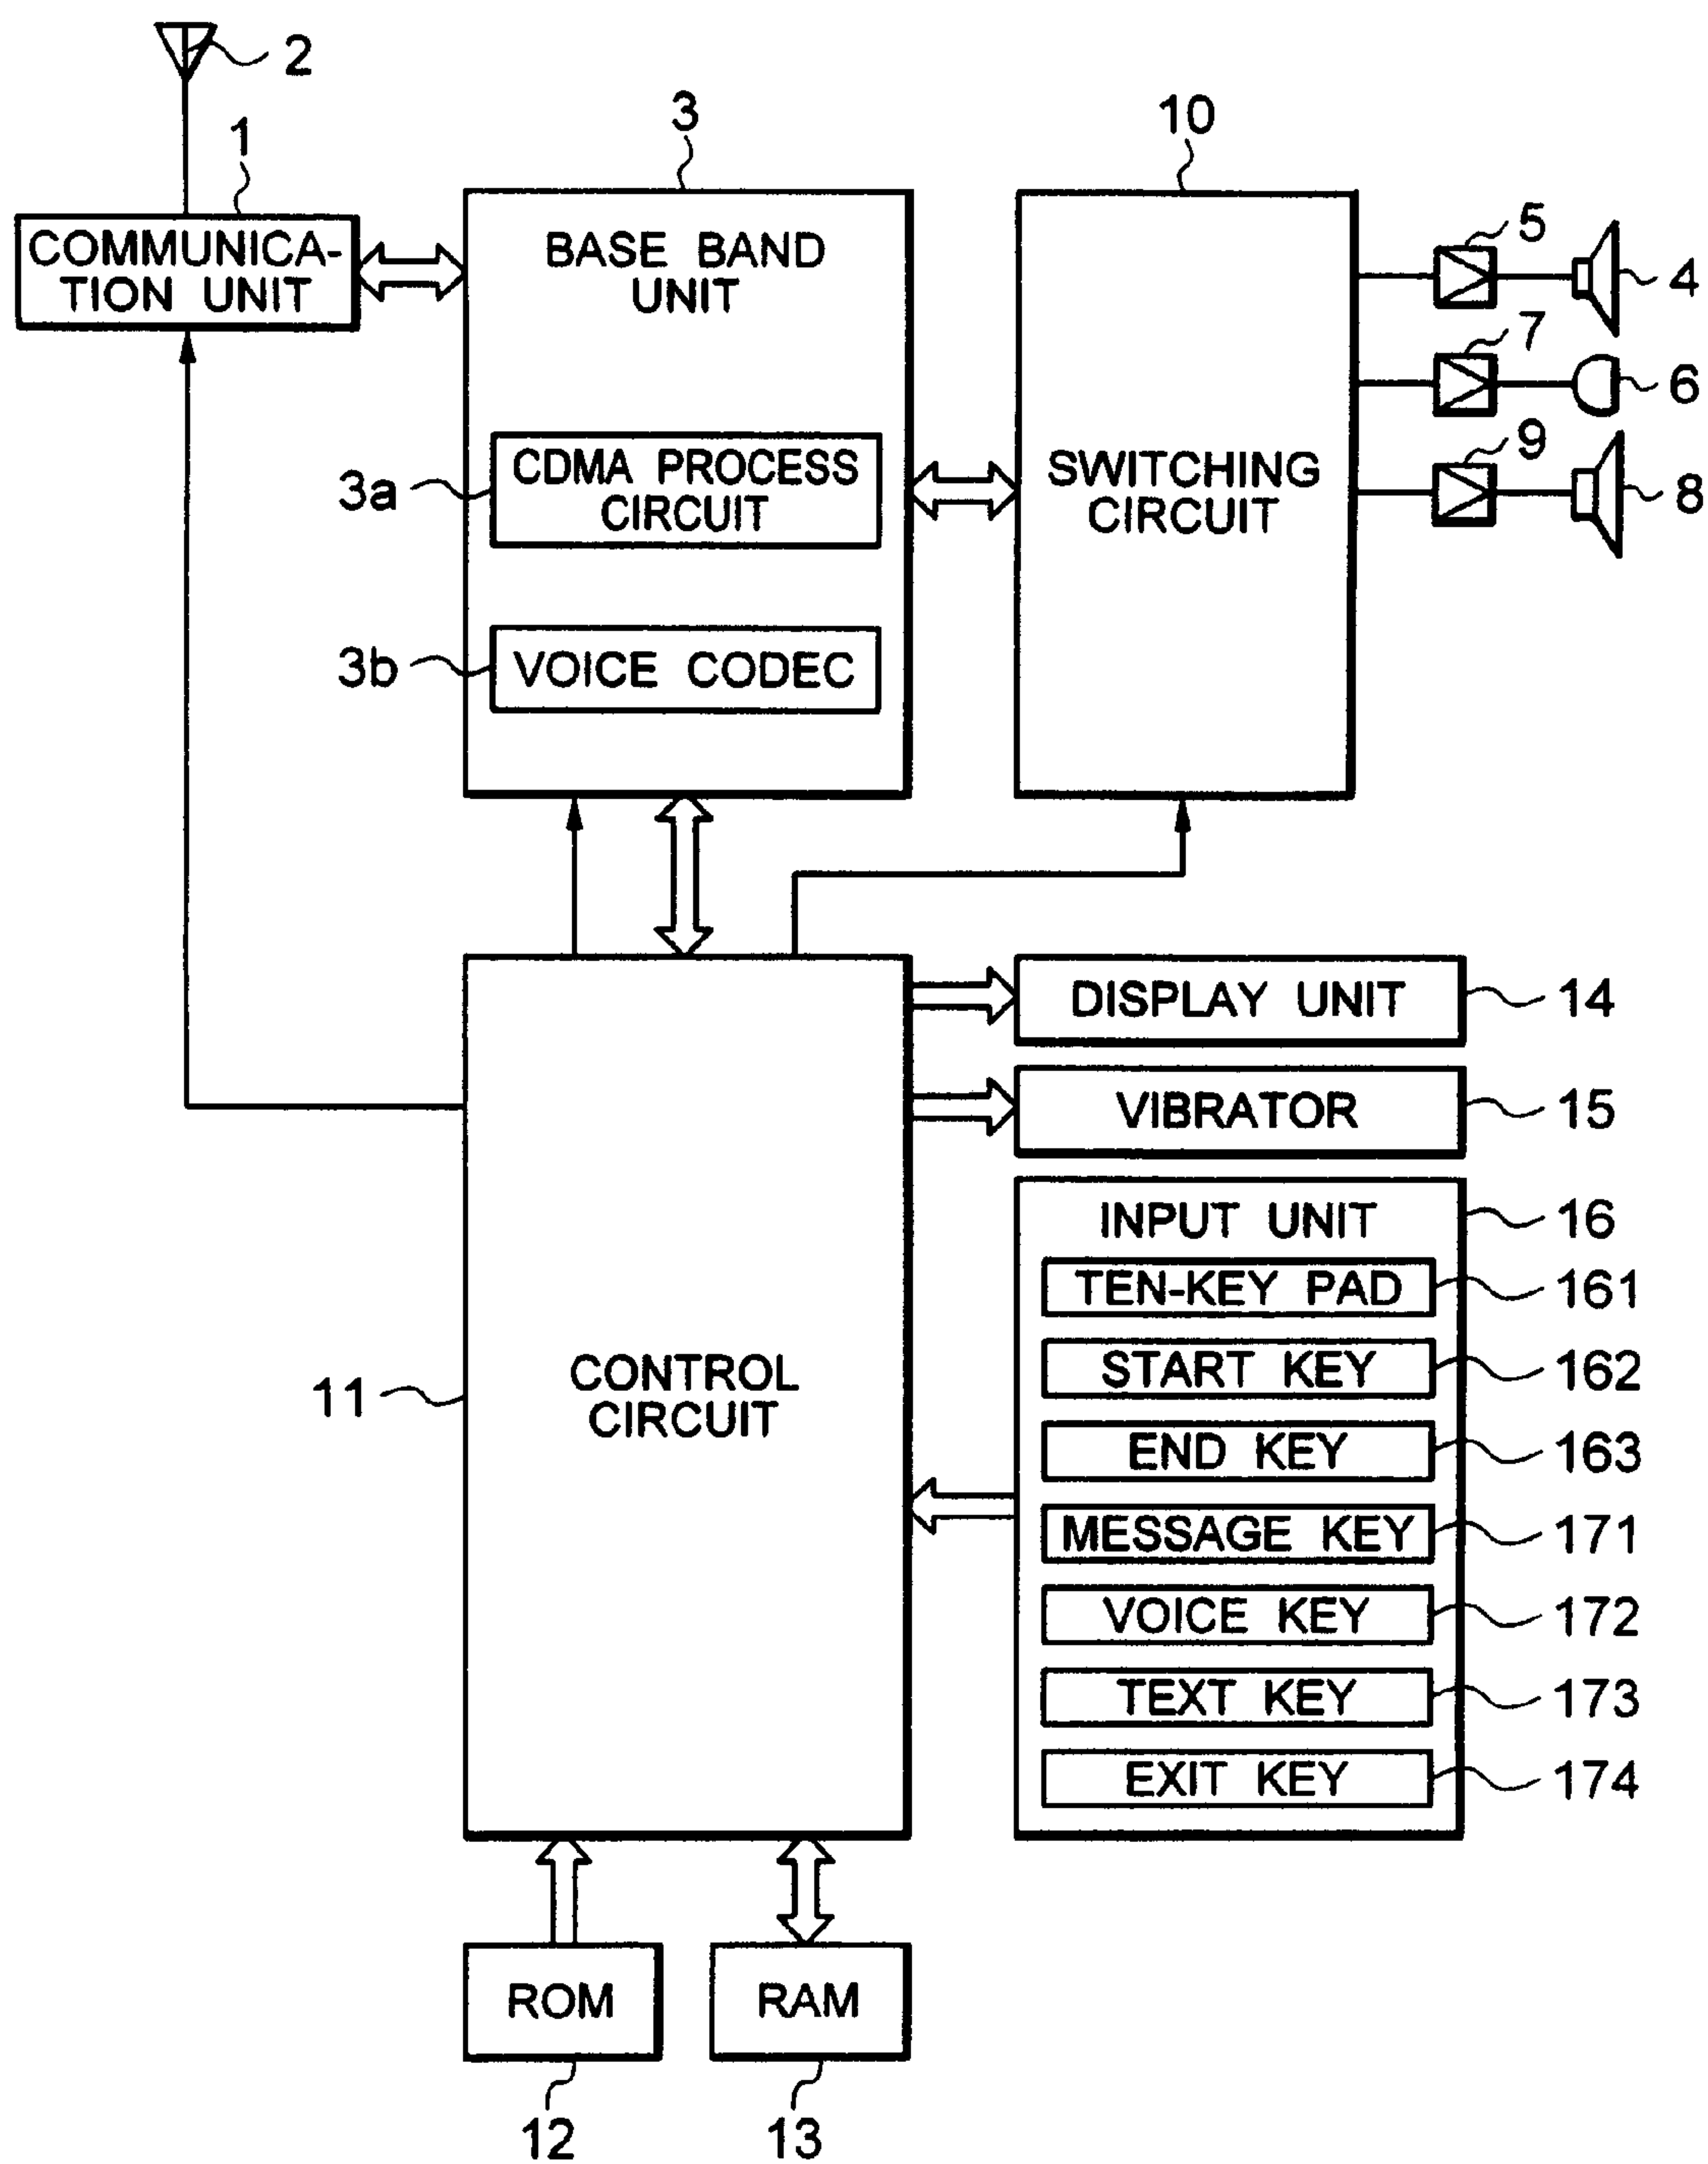 2
1
3
10
COMMUNICA-
TION UNIT
BASE BAND
UNIT
5
4
7
6
9
8
3a
CDMA PROCESS
CIRCUIT
SWITCHING
CIRCUIT
3b
VOICE CODEC
DISPLAY UNIT
14
VIBRATOR
15
INPUT UNIT
16
TEN-KEY PAD
161
START KEY
162
11
CONTROL
CIRCUIT
END KEY
163
MESSAGE KEY
171
VOICE KEY
172
TEXT KEY
173
EXIT KEY
174
ROM
RAM
12
13